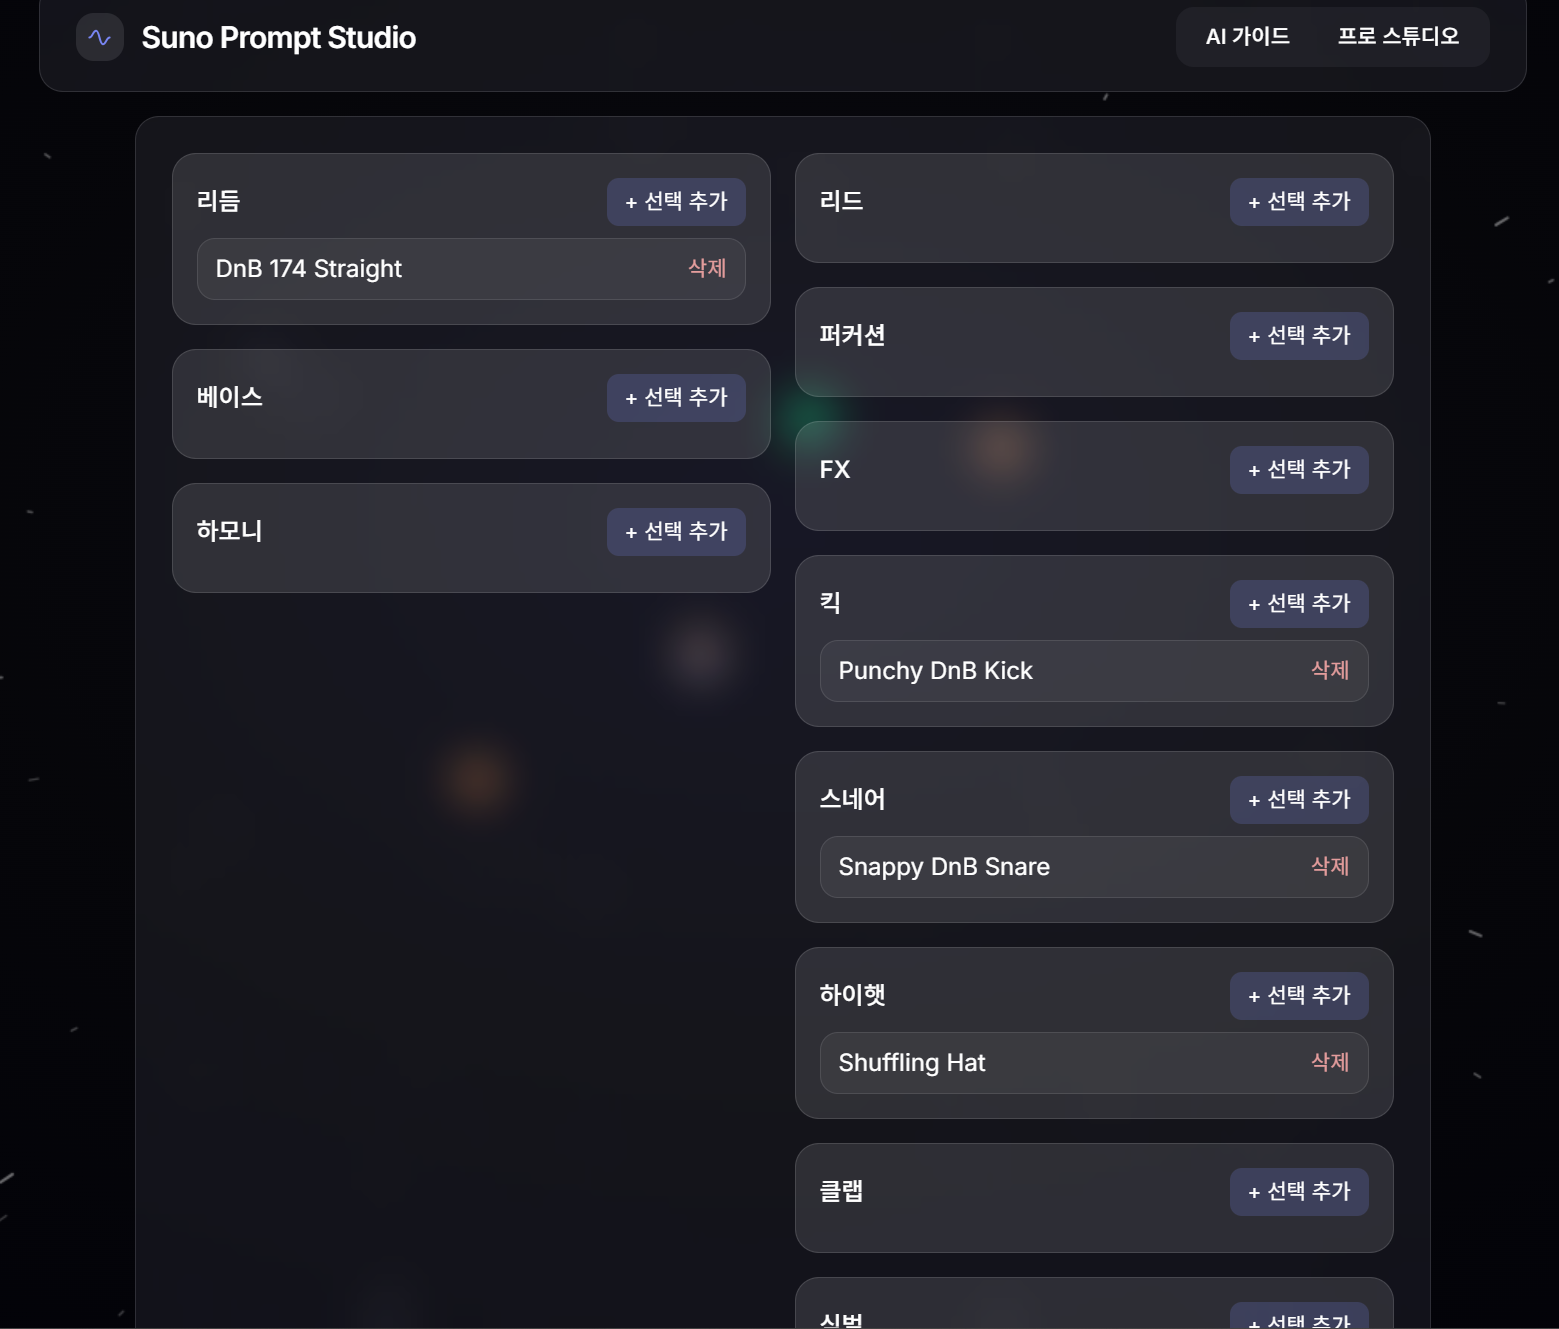 Suno Prompt Studio
AI 가이드
프로 스튜디오
리듬
+ 선택 추가
DnB 174 Straight
삭제
베이스
+ 선택 추가
하모니
+ 선택 추가
리드
+ 선택 추가
퍼커션
+ 선택 추가
FX
+ 선택 추가
킥
+ 선택 추가
Punchy DnB Kick
삭제
스네어
+ 선택 추가
Snappy DnB Snare
삭제
하이햇
+ 선택 추가
Shuffling Hat
삭제
클랩
+ 선택 추가
심벌
+ 선택 추가